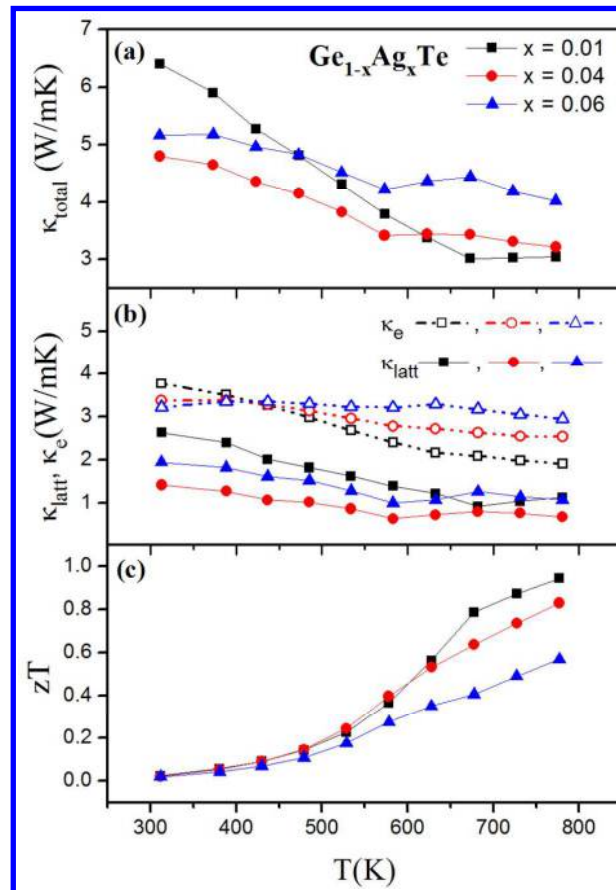 (a) Ge1-xAgxTe
x = 0.01
x = 0.04
x = 0.06
7
6
5
4
3
κtotal (W/mK)
(b)
κe , ,
κlatt , ,
5
4
3
2
1
κlatt, κe(W/mK)
(c)
1.0
0.8
0.6
0.4
0.2
0.0
zT
300 400 500 600 700 800
T(K)